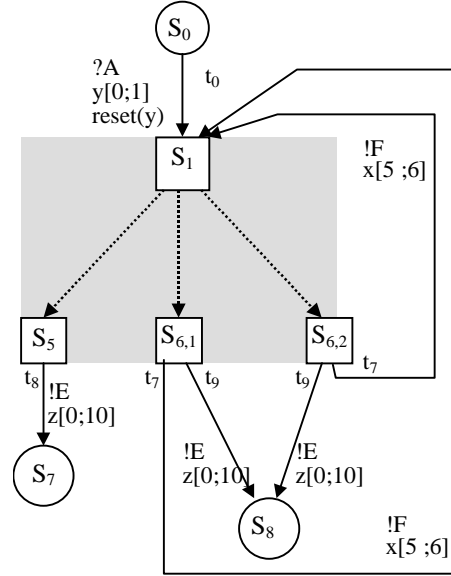 S0
?A
y[0;1]
reset(y)
t0
S1
!F
x[5 ;6]
S5
S6,1
S6,2
t8
t7
t9
t9
t7
!E
z[0;10]
!E
z[0;10]
!E
z[0;10]
S7
S8
!F
x[5 ;6]